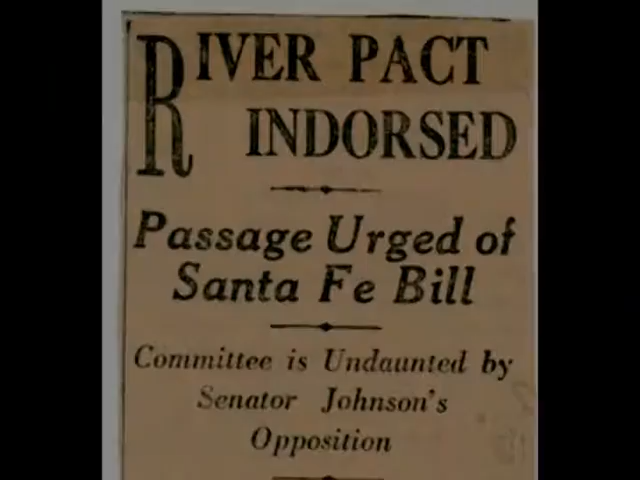 RIVER PACT
INDORSED
Passage Urged of
Santa Fe Bill
Committee is Undaunted by
Senator Johnson's
Opposition